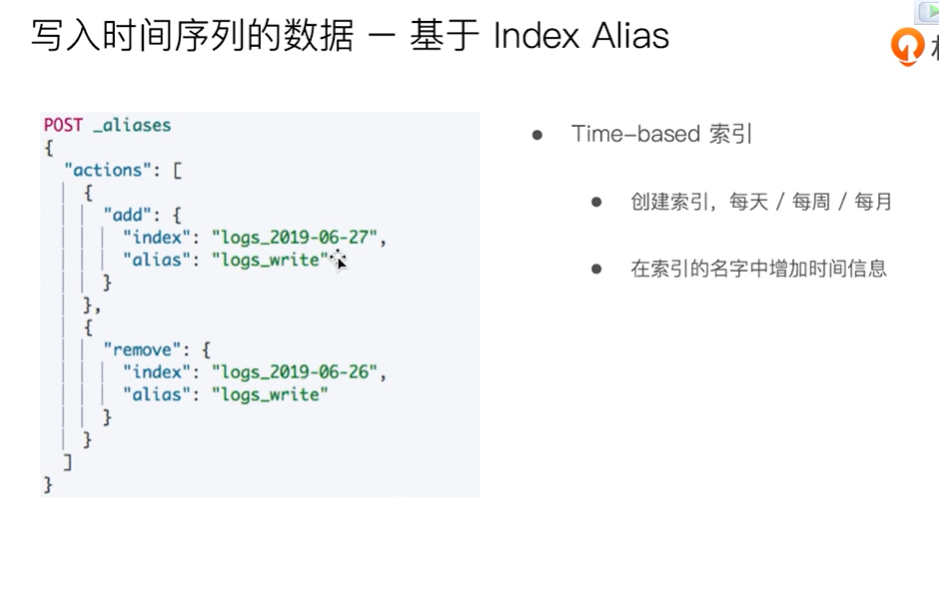 写入时间序列的数据 — 基于 Index Alias
POST _aliases
{
"actions": [
{
"add": {
"index": "logs_2019-06-27",
"alias": "logs_write"
}
},
{
"remove": {
"index": "logs_2019-06-26",
"alias": "logs_write"
}
}
]
}
● Time-based 索引
● 创建索引，每天 / 每周 / 每月
● 在索引的名字中增加时间信息